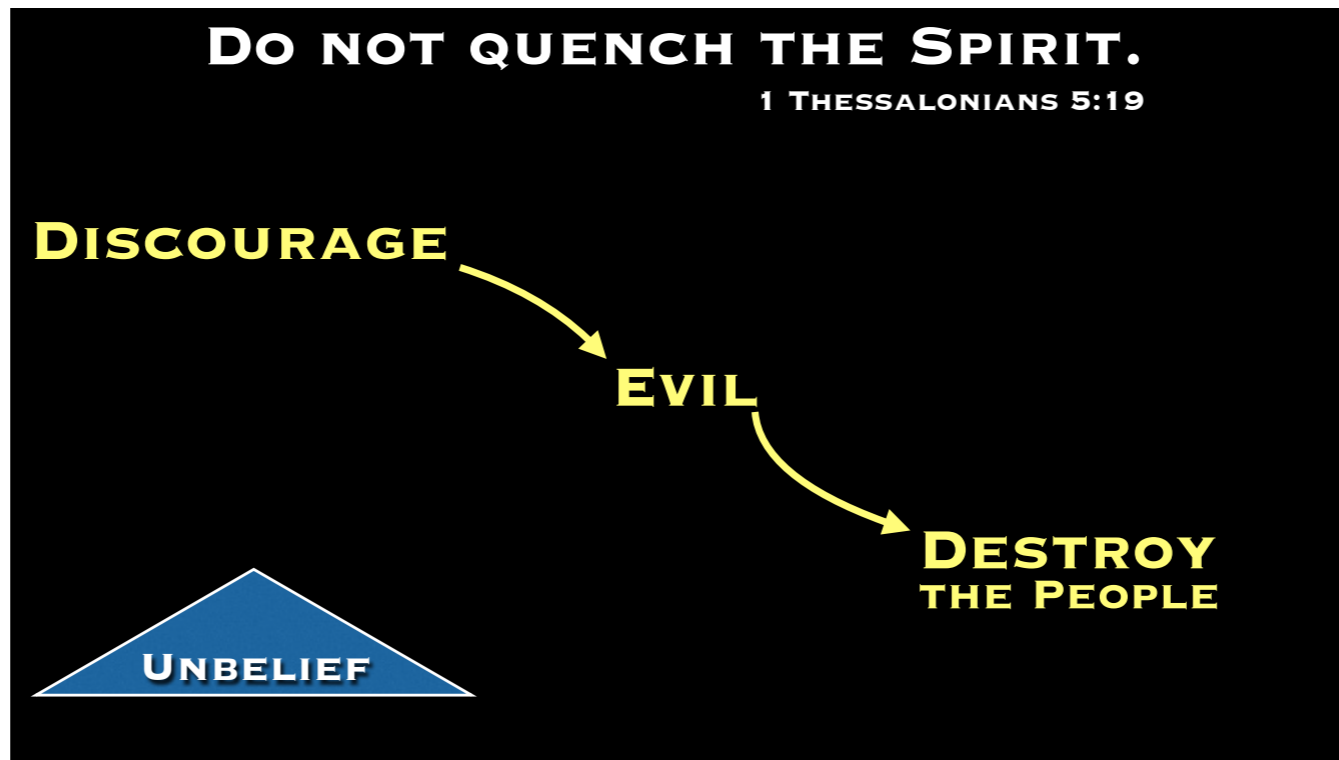 Do not quench the Spirit.
1 Thessalonians 5:19
Discourage
Evil
Destroy
the People
Unbelief